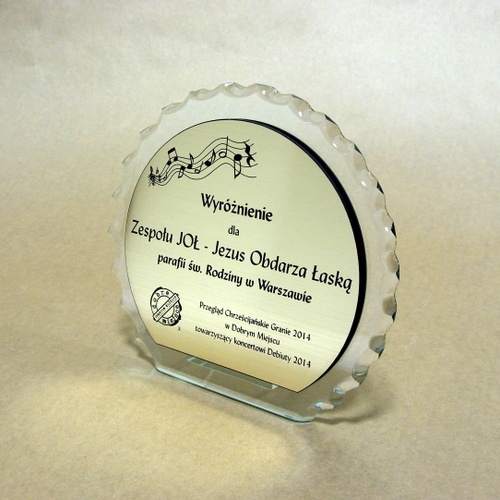 Wyróżnienie
dla
Zespołu JOŁ - Jezus Obdarza Łaską
parafii św. Rodziny w Warszawie
Przegląd Chrześcijańskie Granie 2014
w Dobrym Miejscu
towarzyszący koncertowi Debiuty 2014